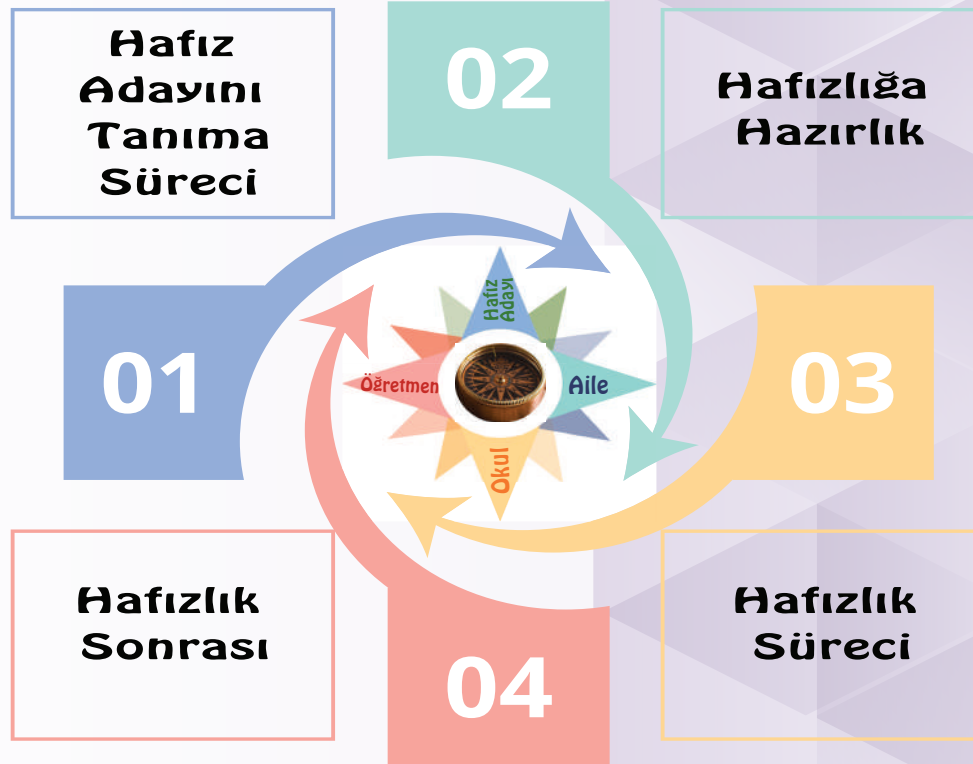 Hafız
Adayını
Tanıma
Süreci
02
Hafızlığa
Hazırlık
01
Hafız
Adayı
Öğretmen
Aile
Okul
03
Hafızlık
Sonrası
04
Hafızlık
Süreci